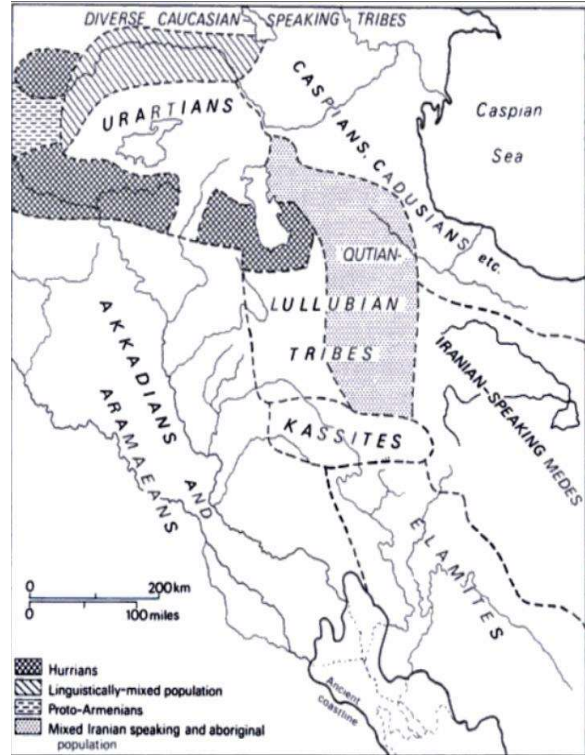 DIVERSE CAUCASIAN SPEAKING TRIBES
URARTIANS
CASPIANS, CADUSIANS etc.
Caspian
Sea
QUTIAN-
LULLUBIAN
TRIBES
KASSITES
IRANIAN-SPEAKING MEDES
AKKADIANS AND
ARAMAEANS
ELAMITES
0 200km
0 100miles
Ancient
coastline
Hurrians
Linguistically-mixed population
Proto-Armenians
Mixed Iranian speaking and aboriginal
population